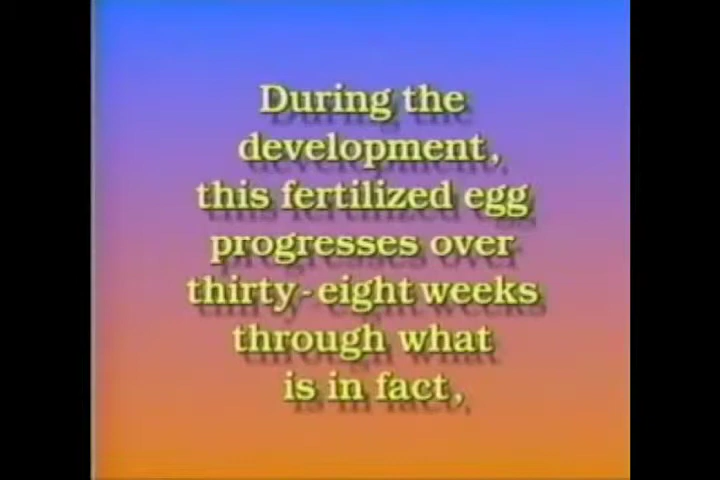 During the
development,
this fertilized egg
progresses over
thirty-eight weeks
through what
is in fact,